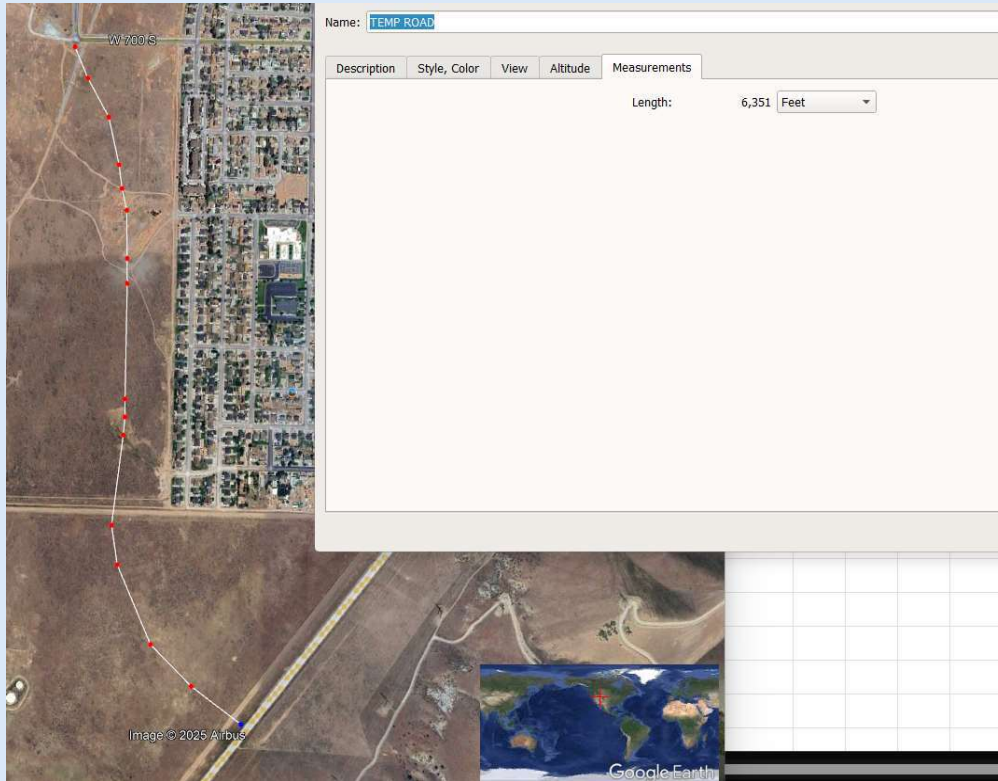 Name: TEMP ROAD
Description Style, Color View Altitude Measurements
Length: 6,351 Feet
W 700 S
Image © 2025 Airbus
Google Earth